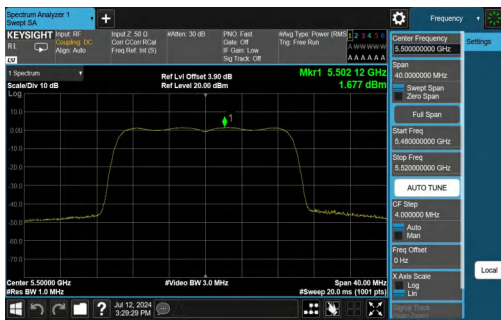 Spectrum Analyzer 1
Swept SA
Frequency
KEYSIGHT
RL
Input: RF
Coupling: DC
Align: Auto
Input Z: 50 Ω
Corr CCorr RCal
Freq Ref: Int (S)
#Atten: 30 dB
PNO: Fast
Gate: Off
IF Gain: Low
Sig Track: Off
#Avg Type: Power (RMS)
Trig: Free Run
1 2 3 4 5 6
A W W W W W
A A A A A A
1 Spectrum
Scale/Div 10 dB
Log
Ref Lvl Offset 3.90 dB
Ref Level 20.00 dBm
Mkr1 5.502 12 GHz
1.677 dBm
10.0
0.00
-10.0
-20.0
-30.0
-40.0
-50.0
-60.0
-70.0
1
Center 5.50000 GHz
#Res BW 1.0 MHz
#Video BW 3.0 MHz
Span 40.00 MHz
#Sweep 20.0 ms (1001 pts)
Jul 12, 2024
3:29:29 PM
Center Frequency
5.500000000 GHz
Settings
Span
40.0000000 MHz
Swept Span
Zero Span
Full Span
Start Freq
5.480000000 GHz
Stop Freq
5.520000000 GHz
AUTO TUNE
CF Step
4.000000 MHz
Auto
Man
Freq Offset
0 Hz
X Axis Scale
Log
Lin
Local
Signal Track